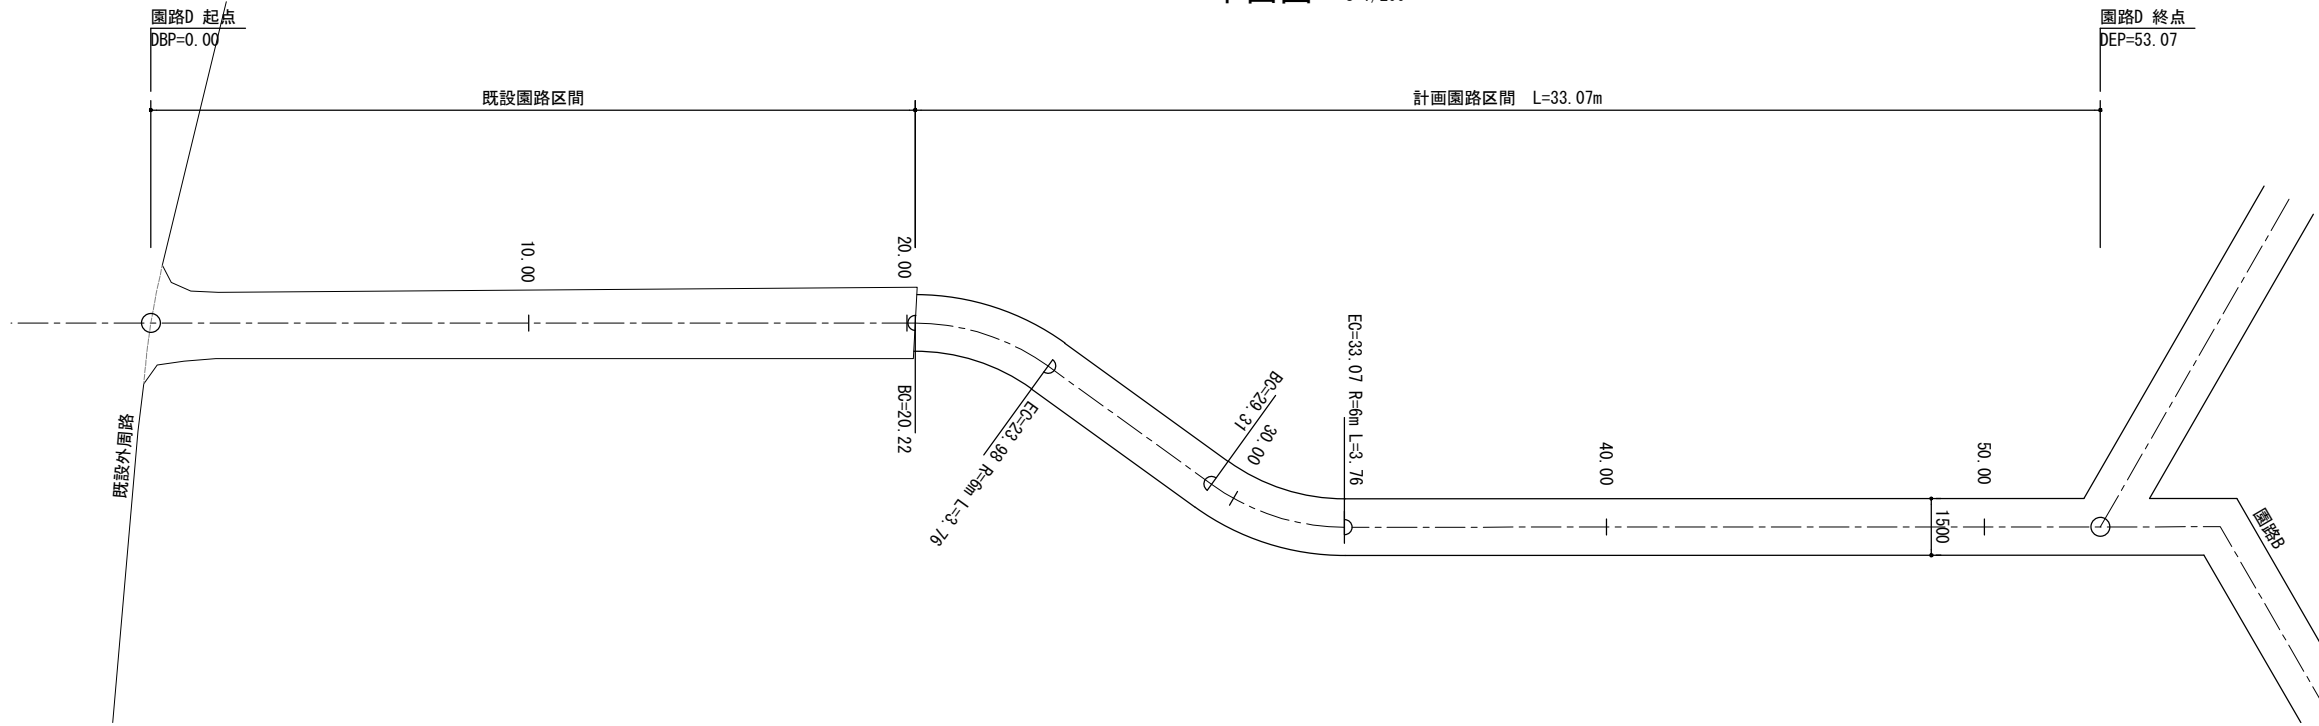 園路D 起点
DBP=0.00
園路D 終点
DEP=53.07
既設園路区間
計画園路区間 L=33.07m
10.00
20.00
BC=20.22
EC=23.98 R=6m L=3.76
BC=29.31
30.00
EC=33.07 R=6m L=3.76
40.00
50.00
1500
既設外周路
園路B